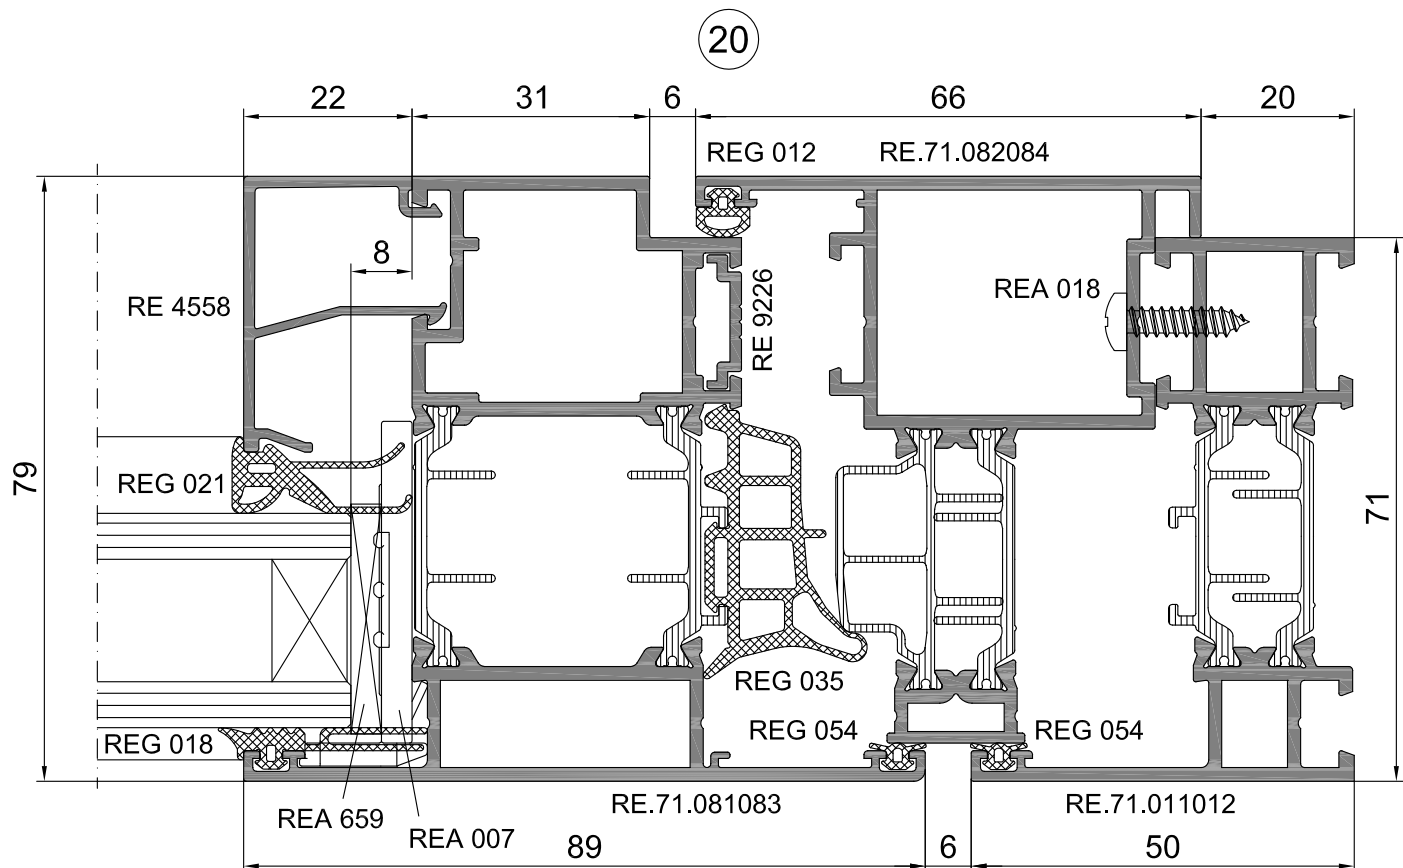 20
22
31
6
66
20
REG 012
RE.71.082084
8
RE 4558
RE 9226
REA 018
79
REG 021
71
REG 035
REG 018
REG 054
REG 054
REA 659
REA 007
RE.71.081083
RE.71.011012
89
6
50